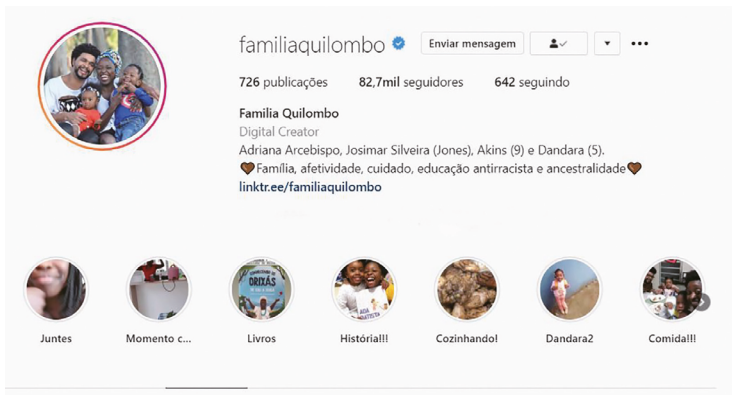 familiaquilombo
Enviar mensagem
726 publicações 82,7mil seguidores 642 seguindo
Familia Quilombo
Digital Creator
Adriana Arcebispo, Josimar Silveira (Jones), Akins (9) e Dandara (5).
🤎Família, afetividade, cuidado, educação antirracista e ancestralidade🤎
linktr.ee/familiaquilombo
ORIXÁS
Juntes
Momento c...
Livros
História!!!
Cozinhando!
Dandara2
Comida!!!